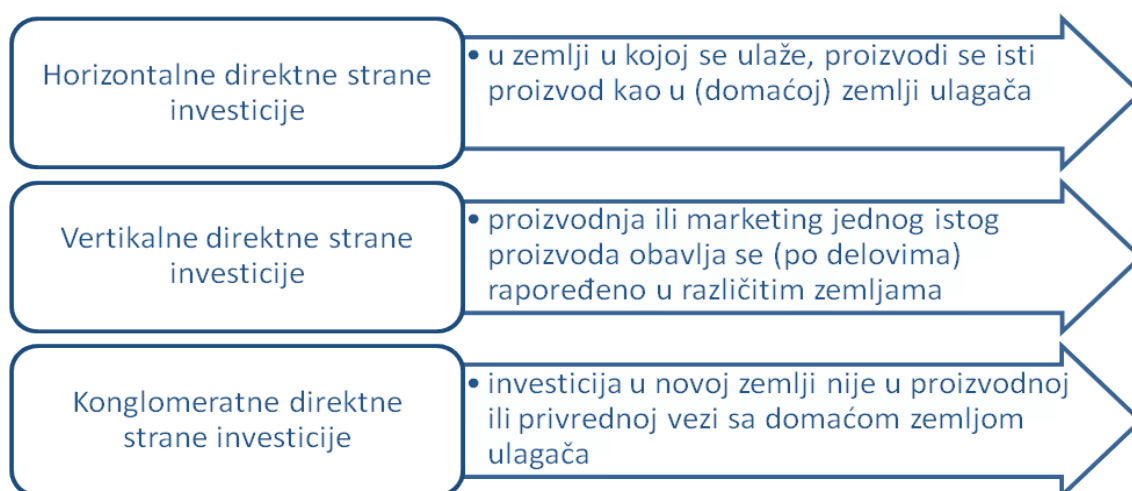 Horizontalne direktne strane
investicije
• u zemlji u kojoj se ulaže, proizvodi se isti
proizvod kao u (domaćoj) zemlji ulagača
Vertikalne direktne strane
investicije
• proizvodnja ili marketing jednog istog
proizvoda obavlja se (po delovima)
rapoređeno u različitim zemljama
Konglomeratne direktne
strane investicije
• investicija u novoj zemlji nije u proizvodnoj
ili privrednoj vezi sa domaćom zemljom
ulagača